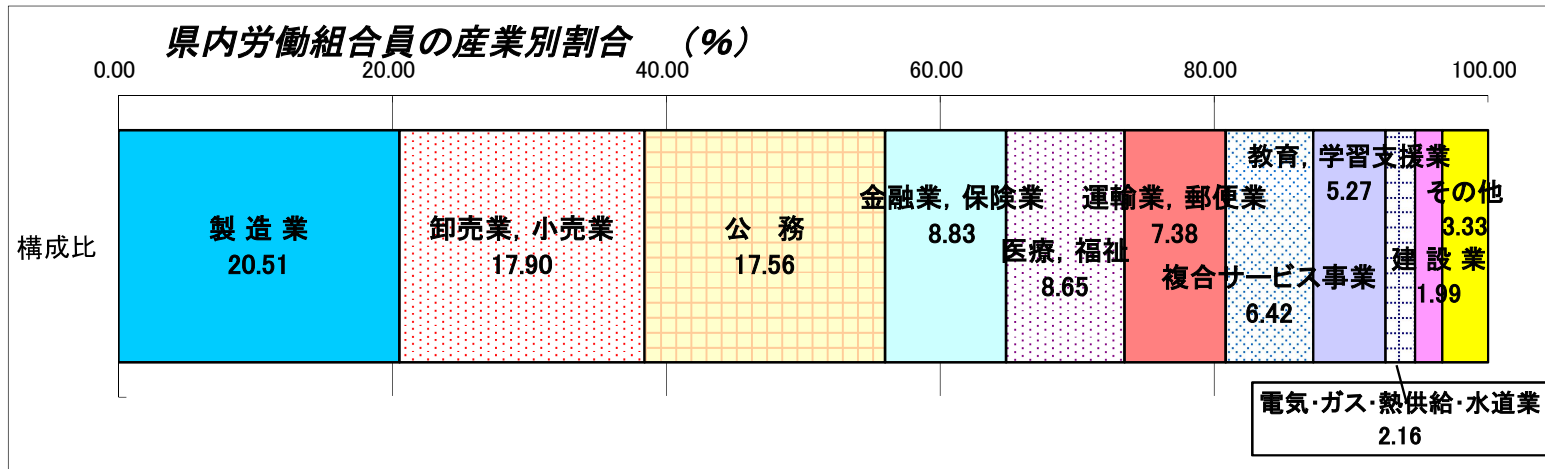 県内労働組合員の産業別割合 （％）
0.00 20.00 40.00 60.00 80.00 100.00
構成比
製 造 業
20.51
卸売業, 小売業
17.90
公 務
17.56
金融業, 保険業
8.83
医療, 福祉
8.65
運輸業, 郵便業
7.38
複合サービス事業
6.42
教育, 学習支援業
5.27
電気･ガス･熱供給･水道業
2.16
建 設 業
1.99
その他
3.33